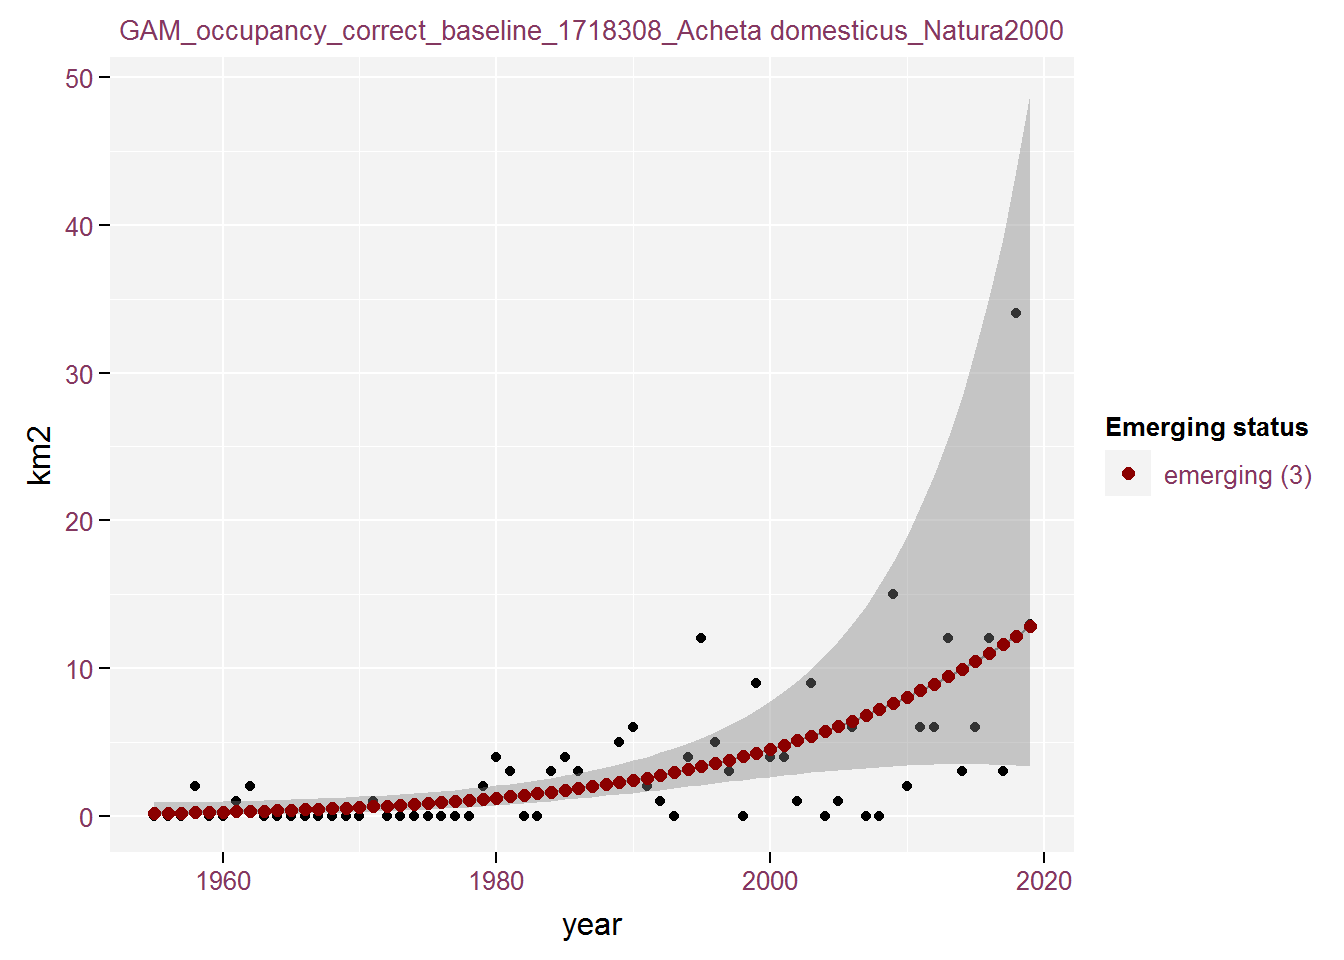 GAM_occupancy_correct_baseline_1718308_Acheta domesticus_Natura2000
50
40
30
20
10
0
km2
1960
1980
2000
2020
year
Emerging status
emerging (3)